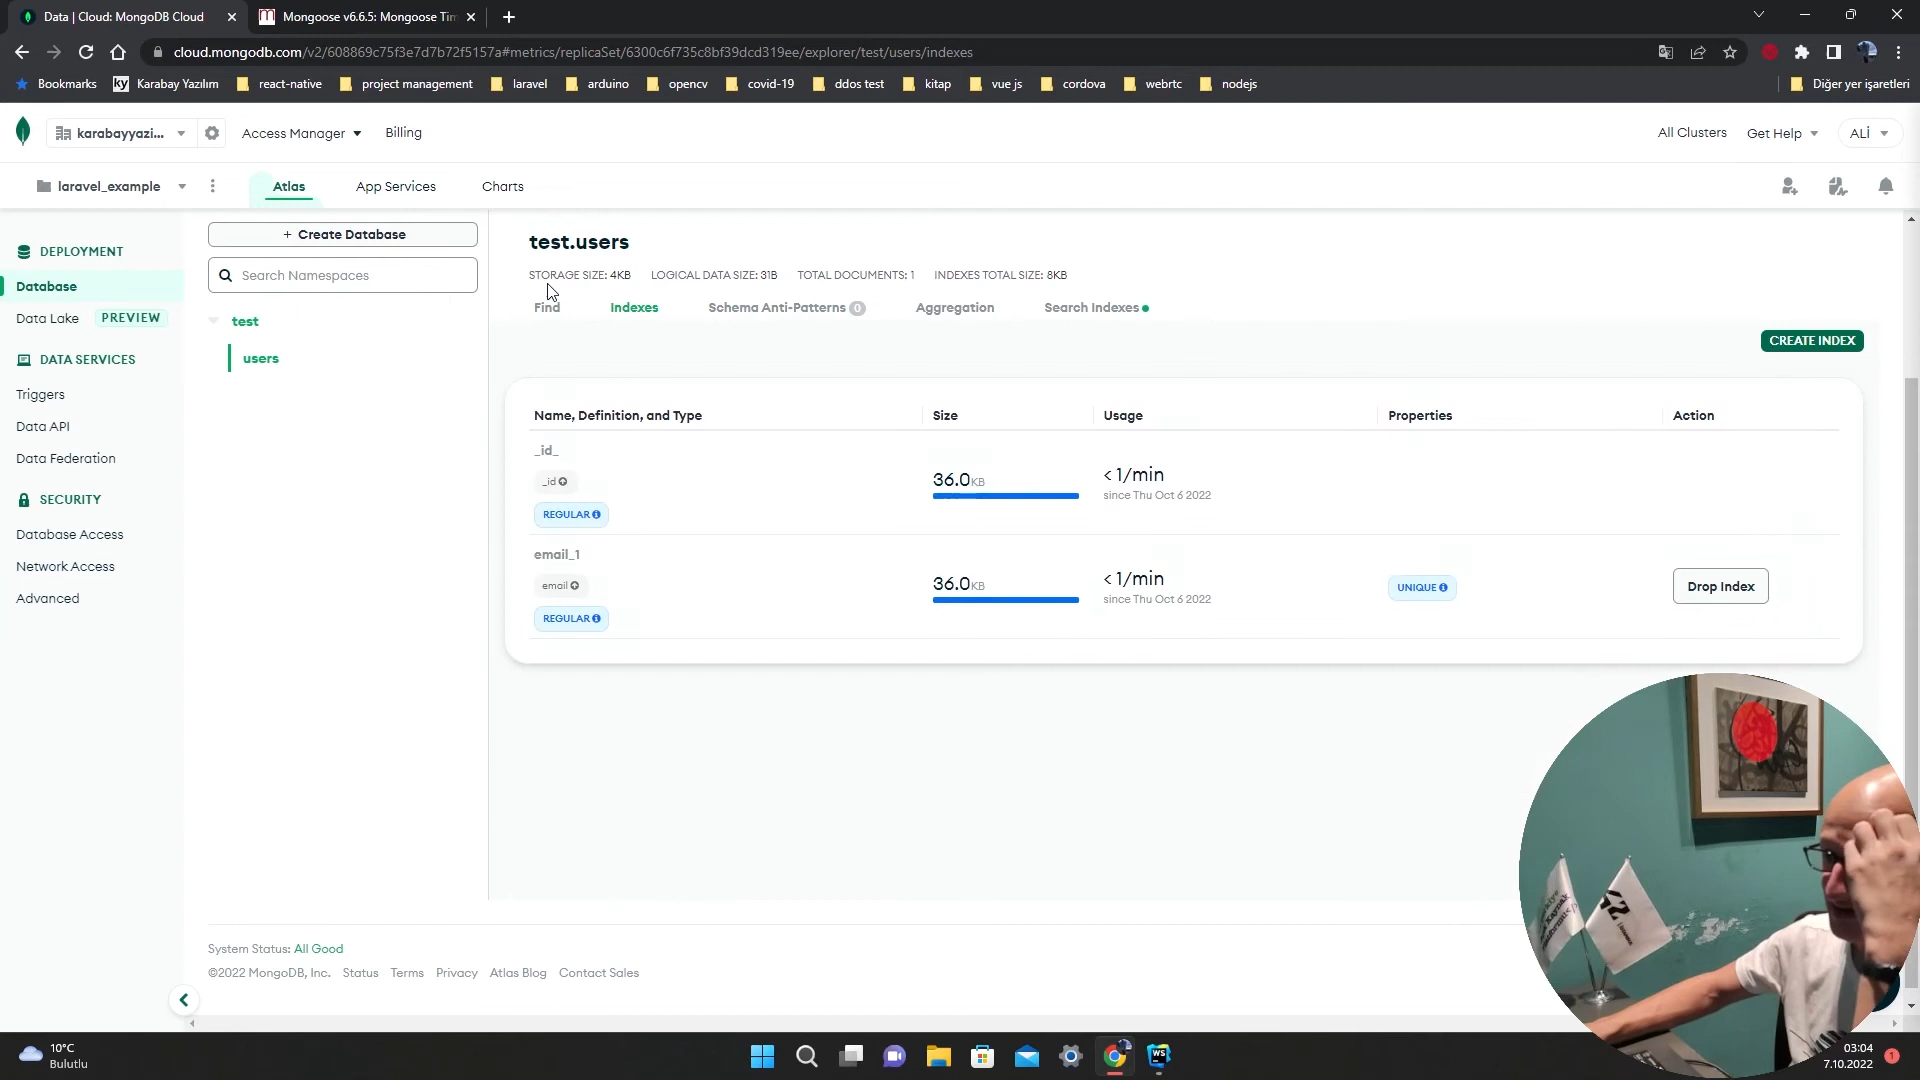 Data | Cloud: MongoDB Cloud
Mongoose v6.6.5: Mongoose Tim
cloud.mongodb.com/v2/608869c75f3e7d7b72f5157a#metrics/replicaSet/6300c6f735c8bf39dcd319ee/explorer/test/users/indexes
Bookmarks
ky Karabay Yazılım
react-native
project management
laravel
arduino
opencv
covid-19
ddos test
kitap
vue js
cordova
webrtc
nodejs
Diğer yer işaretleri
karabayyazi...
Access Manager
Billing
All Clusters
Get Help
ALİ
laravel_example
Atlas
App Services
Charts
DEPLOYMENT
Database
Data Lake PREVIEW
DATA SERVICES
Triggers
Data API
Data Federation
SECURITY
Database Access
Network Access
Advanced
+ Create Database
Search Namespaces
test
users
test.users
STORAGE SIZE: 4KB LOGICAL DATA SIZE: 31B TOTAL DOCUMENTS: 1 INDEXES TOTAL SIZE: 8KB
Find Indexes Schema Anti-Patterns 0 Aggregation Search Indexes
CREATE INDEX
Name, Definition, and Type Size Usage Properties Action
_id_
_id
REGULAR
36.0KB
< 1/min
since Thu Oct 6 2022
email_1
email
REGULAR
36.0KB
< 1/min
since Thu Oct 6 2022
UNIQUE
Drop Index
System Status: All Good
©2022 MongoDB, Inc. Status Terms Privacy Atlas Blog Contact Sales
10°C
Bulutlu
WS
03:04
7.10.2022
1
42